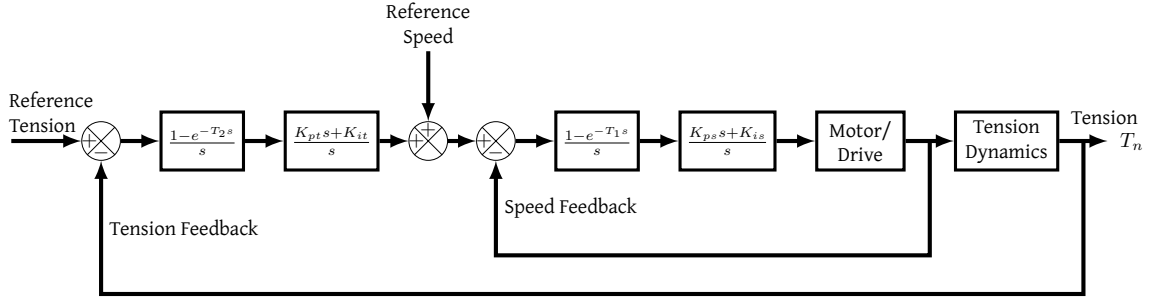 Reference
Speed
Reference
Tension
+
−
1−e^{−T_2 s}
s
K_{pt}s+K_{it}
s
+
+
+
−
1−e^{−T_1 s}
s
K_{ps}s+K_{is}
s
Motor/
Drive
Tension
Dynamics
Tension
T_n
Speed Feedback
Tension Feedback